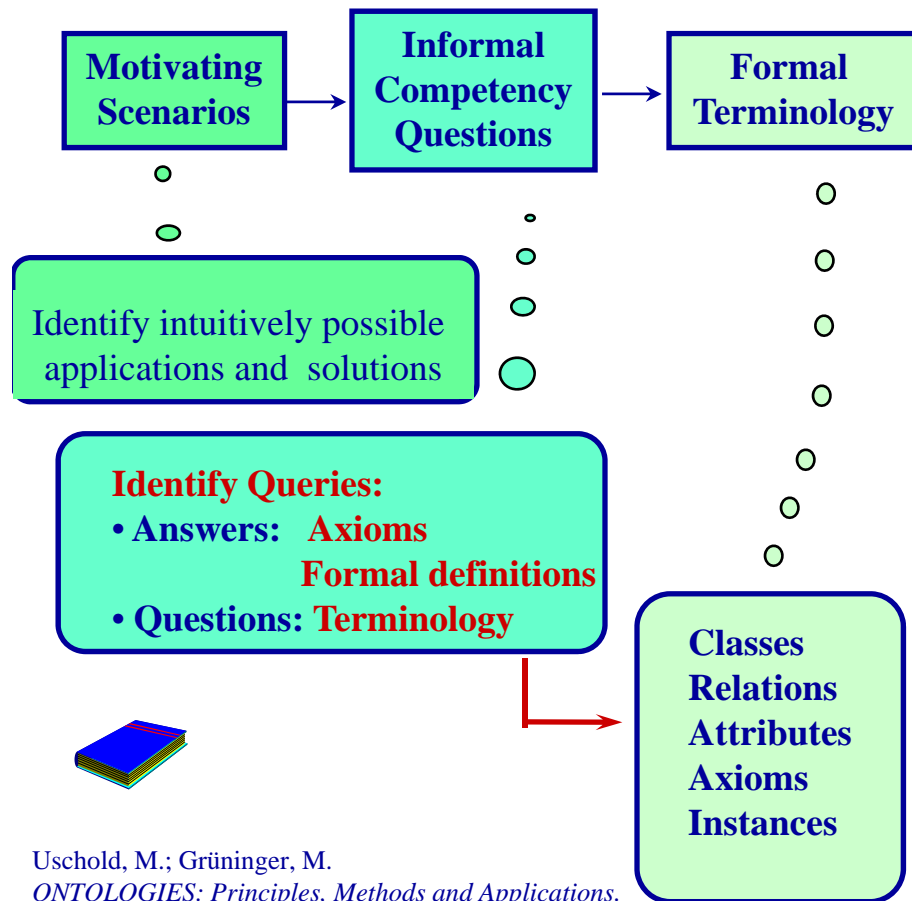 Motivating
Scenarios
Informal
Competency
Questions
Formal
Terminology
Identify intuitively possible
applications and solutions
Identify Queries:
• Answers: Axioms
Formal definitions
• Questions: Terminology
Classes
Relations
Attributes
Axioms
Instances
Uschold, M.; Grüninger, M.
ONTOLOGIES: Principles, Methods and Applications.